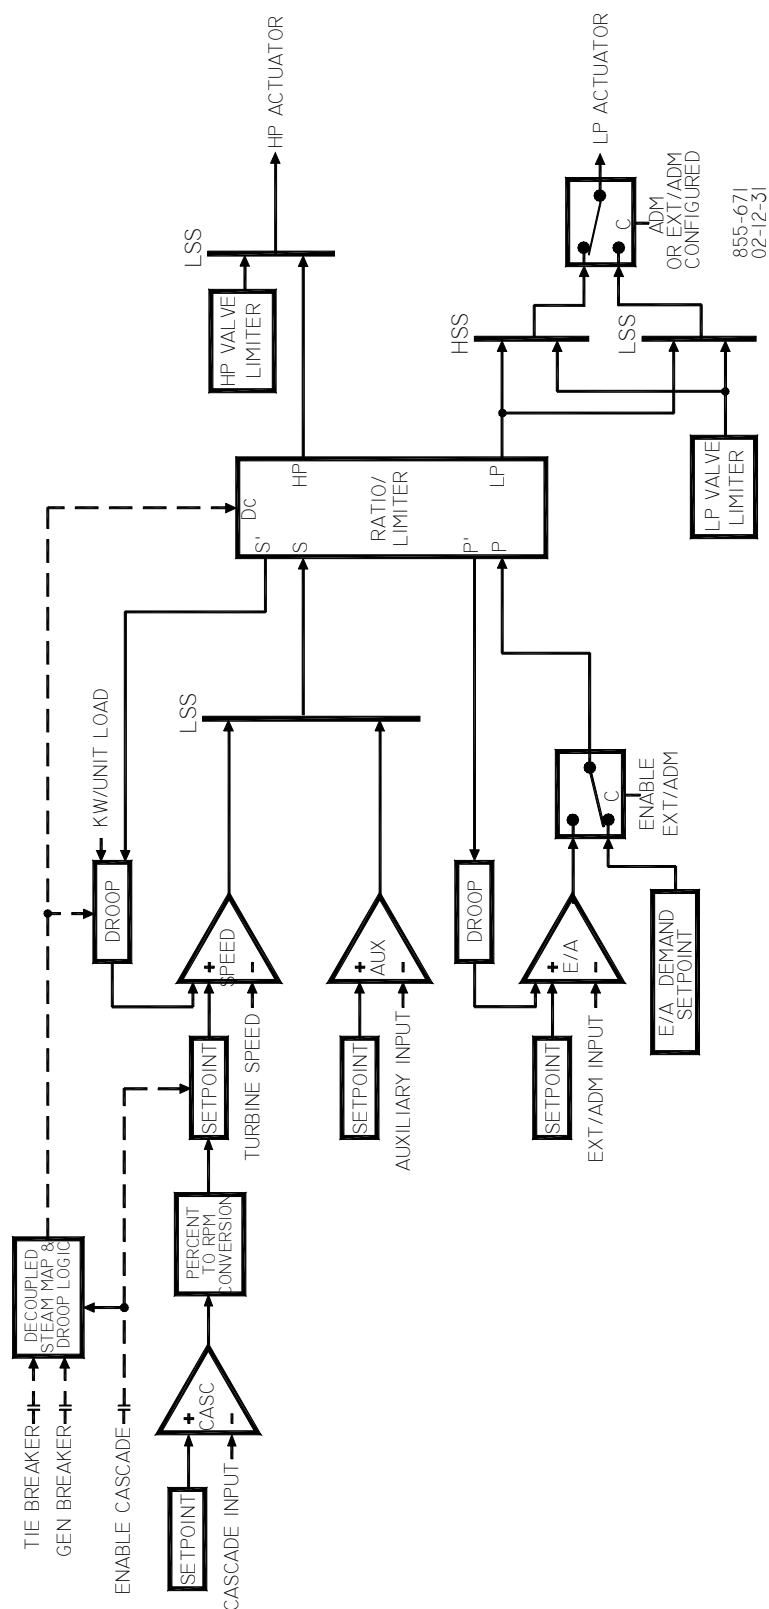 TIE BREAKER
GEN BREAKER
ENABLE CASCADE
SETPOINT
CASCADE INPUT
DECOUPLED
STEAM MAP &
DROOP LOGIC
+
CASC
-
PERCENT
TO RPM
CONVERSION
SETPOINT
TURBINE SPEED
SETPOINT
AUXILIARY INPUT
SETPOINT
EXT/ADM INPUT
E/A DEMAND
SETPOINT
KW/UNIT LOAD
DROOP
+
SPEED
-
+
AUX
-
DROOP
+
E/A
-
C
ENABLE
EXT/ADM
LSS
DC
S'
S
HP
RATIO/
LIMITER
P'
P
LP
HP VALVE
LIMITER
LSS
HP ACTUATOR
LP VALVE
LIMITER
HSS
LSS
C
ADM
OR EXT/ADM
CONFIGURED
LP ACTUATOR
855-671
02-12-31